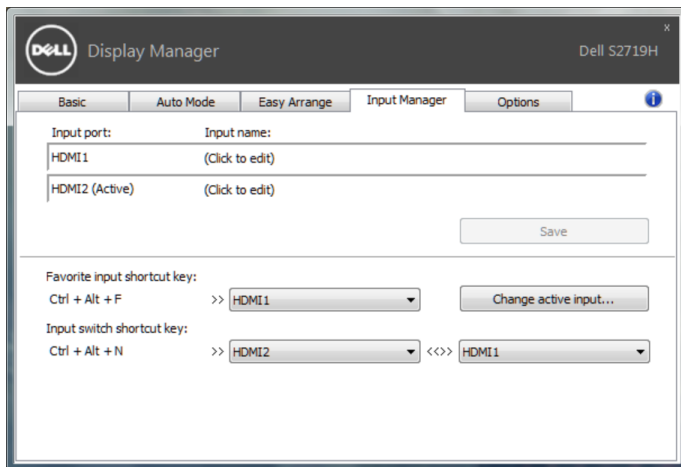 x
DELL Display Manager Dell S2719H
Basic Auto Mode Easy Arrange Input Manager Options i
Input port: Input name:
HDMI1 (Click to edit)
HDMI2 (Active) (Click to edit)
Save
Favorite input shortcut key:
Ctrl + Alt + F >> HDMI1 Change active input...
Input switch shortcut key:
Ctrl + Alt + N >> HDMI2 <<>> HDMI1